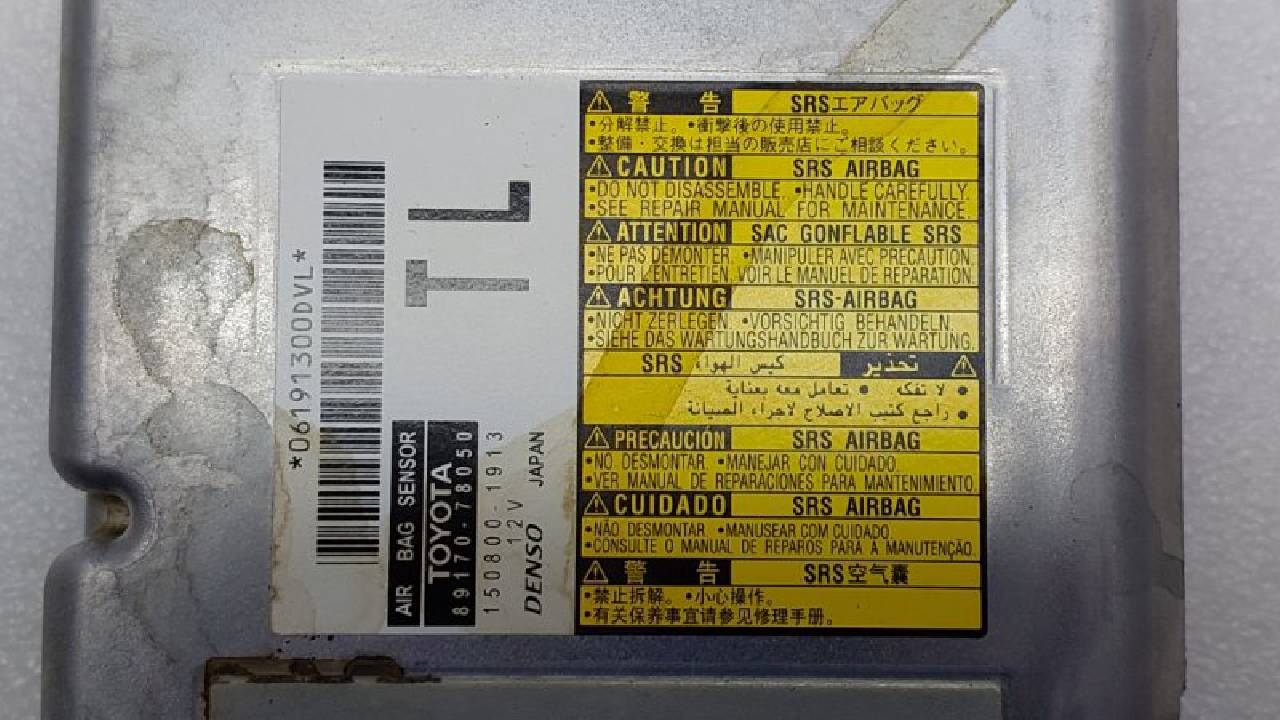 *06191300DVL*
TL
AIR BAG SENSOR
TOYOTA
89170-78050
150800-1913
12V
DENSO JAPAN
警 告 SRSエアバッグ
•分解禁止。•衝撃後の使用禁止。
•整備・交換は担当の販売店にご相談ください。
CAUTION SRS AIRBAG
•DO NOT DISASSEMBLE. •HANDLE CAREFULLY.
•SEE REPAIR MANUAL FOR MAINTENANCE.
ATTENTION SAC GONFLABLE SRS
•NE PAS DEMONTER. •MANIPULER AVEC PRECAUTION.
•POUR L'ENTRETIEN, VOIR LE MANUEL DE REPARATION.
ACHTUNG SRS-AIRBAG
•NICHT ZERLEGEN. •VORSICHTIG BEHANDELN.
•SIEHE DAS WARTUNGSHANDBUCH ZUR WARTUNG.
تحذير كيس الهواء SRS
• لا تفكه • تعامل معه بعناية
• راجع كتيب الاصلاح لاجراء الصيانة
PRECAUCIÓN SRS AIRBAG
•NO DESMONTAR. •MANEJAR CON CUIDADO.
•VER MANUAL DE REPARACIONES PARA MANTENIMIENTO.
CUIDADO SRS AIRBAG
•NÃO DESMONTAR. •MANUSEAR COM CUIDADO.
•CONSULTE O MANUAL DE REPAROS PARA A MANUTENÇÃO.
警 告 SRS空气囊
•禁止拆解。•小心操作。
•有关保养事宜请参见修理手册。